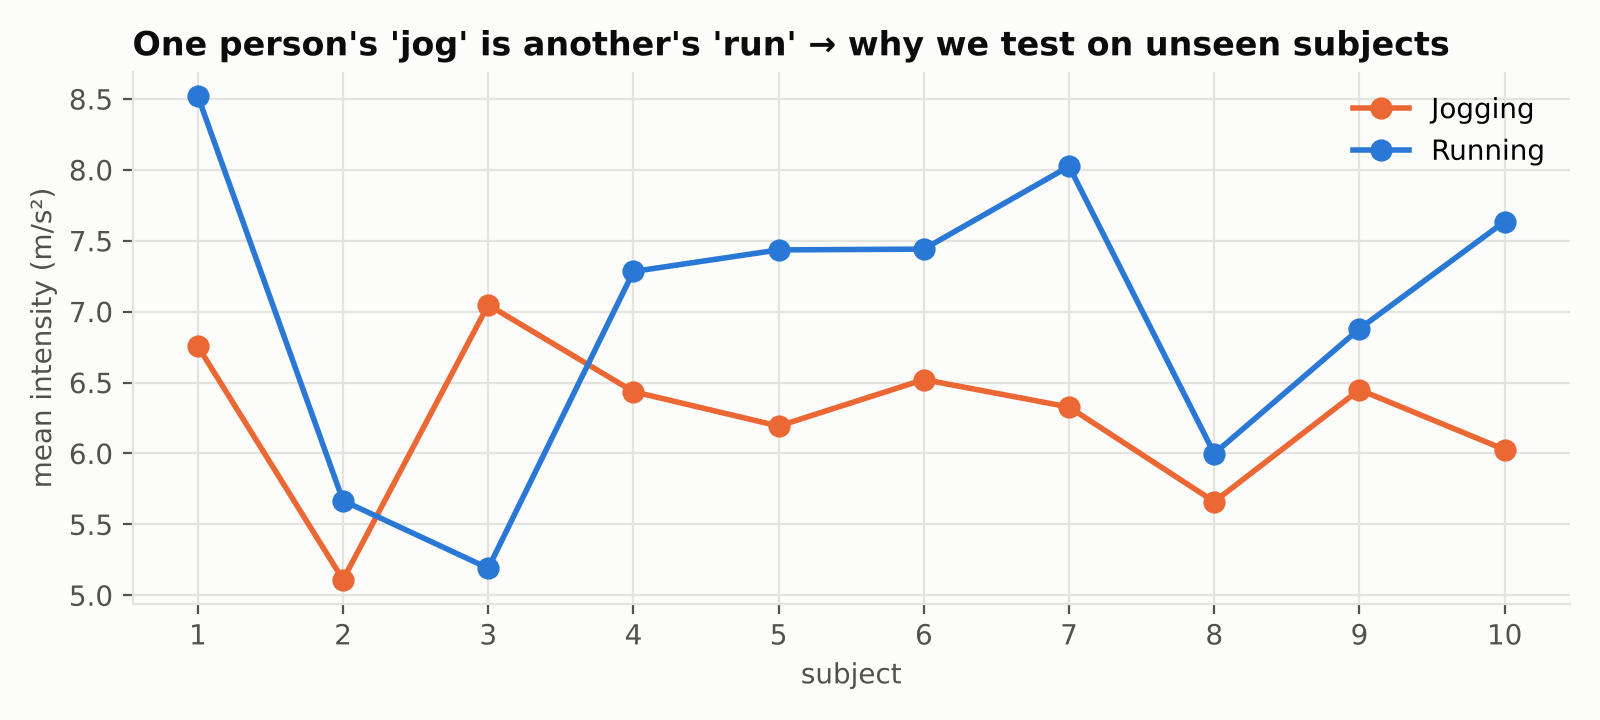 One person's 'jog' is another's 'run' → why we test on unseen subjects
Jogging
Running
mean intensity (m/s²)
8.5
8.0
7.5
7.0
6.5
6.0
5.5
5.0
1 2 3 4 5 6 7 8 9 10
subject